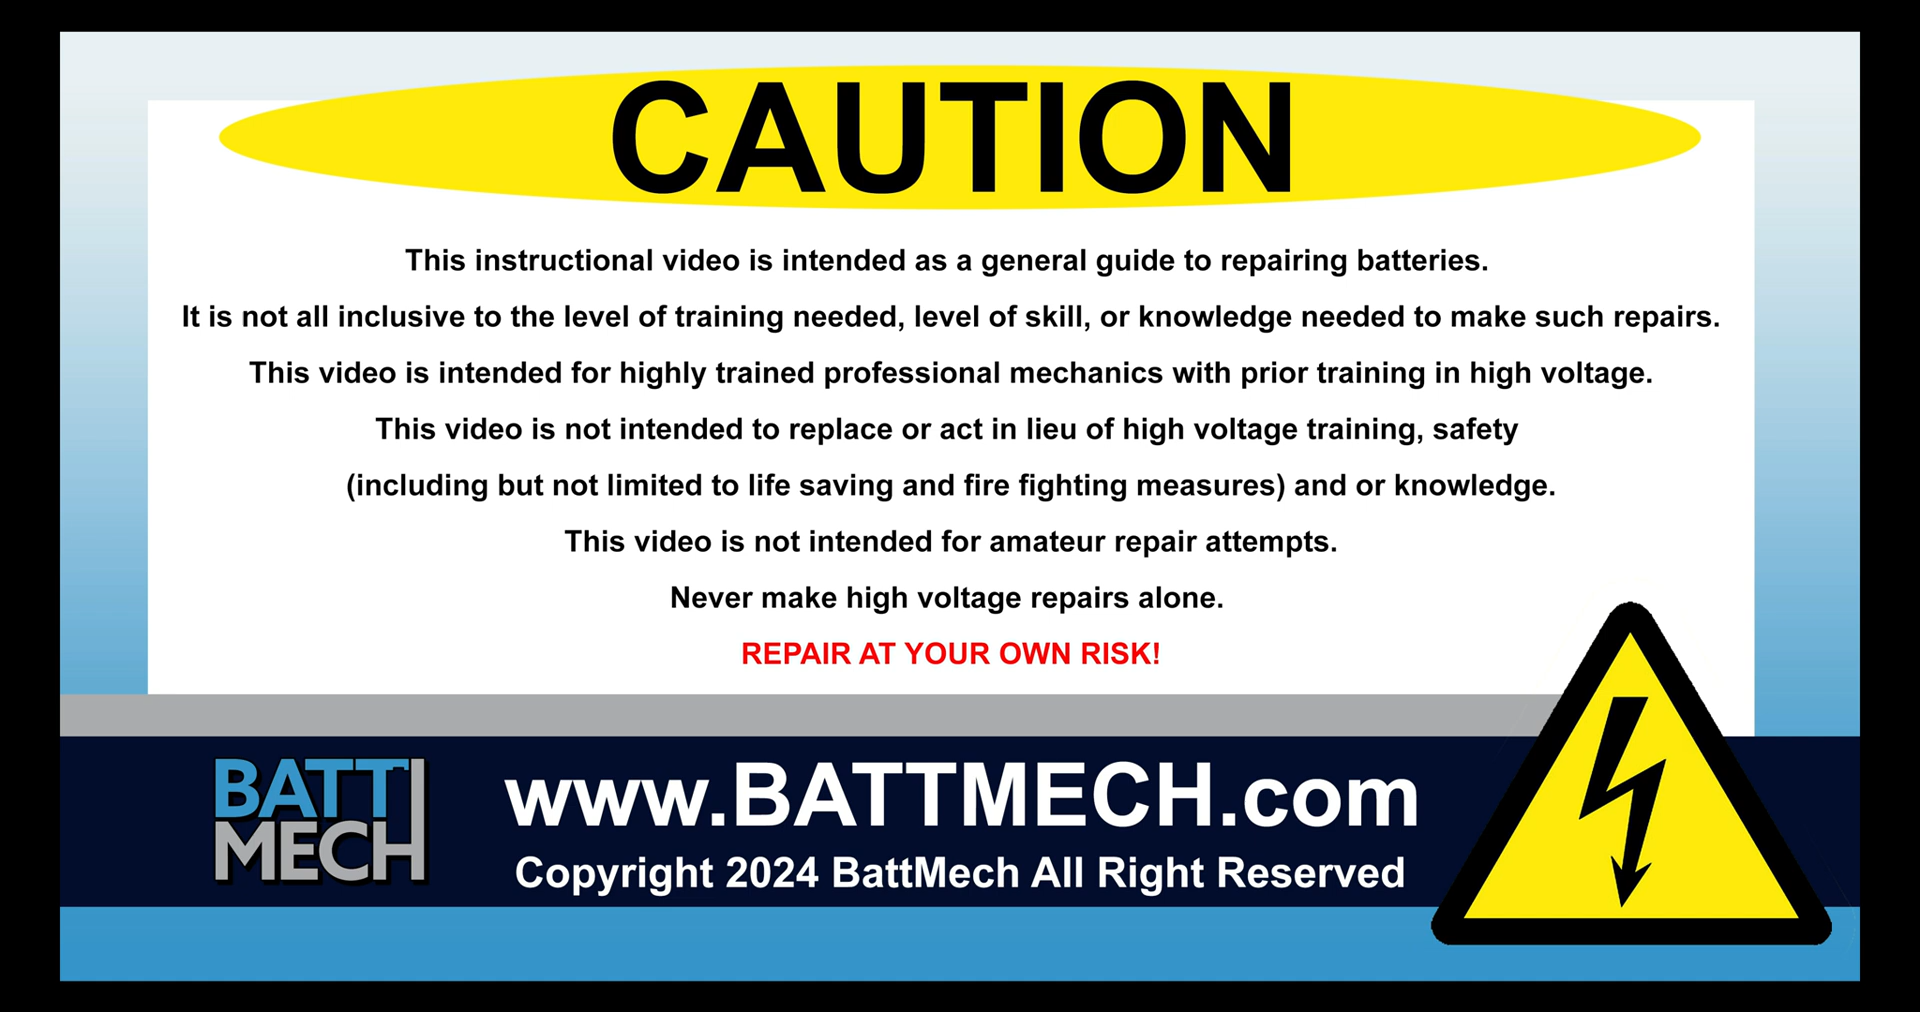 CAUTION
This instructional video is intended as a general guide to repairing batteries.
It is not all inclusive to the level of training needed, level of skill, or knowledge needed to make such repairs.
This video is intended for highly trained professional mechanics with prior training in high voltage.
This video is not intended to replace or act in lieu of high voltage training, safety
(including but not limited to life saving and fire fighting measures) and or knowledge.
This video is not intended for amateur repair attempts.
Never make high voltage repairs alone.
REPAIR AT YOUR OWN RISK!
BATT
MECH
www.BATTMECH.com
Copyright 2024 BattMech All Right Reserved